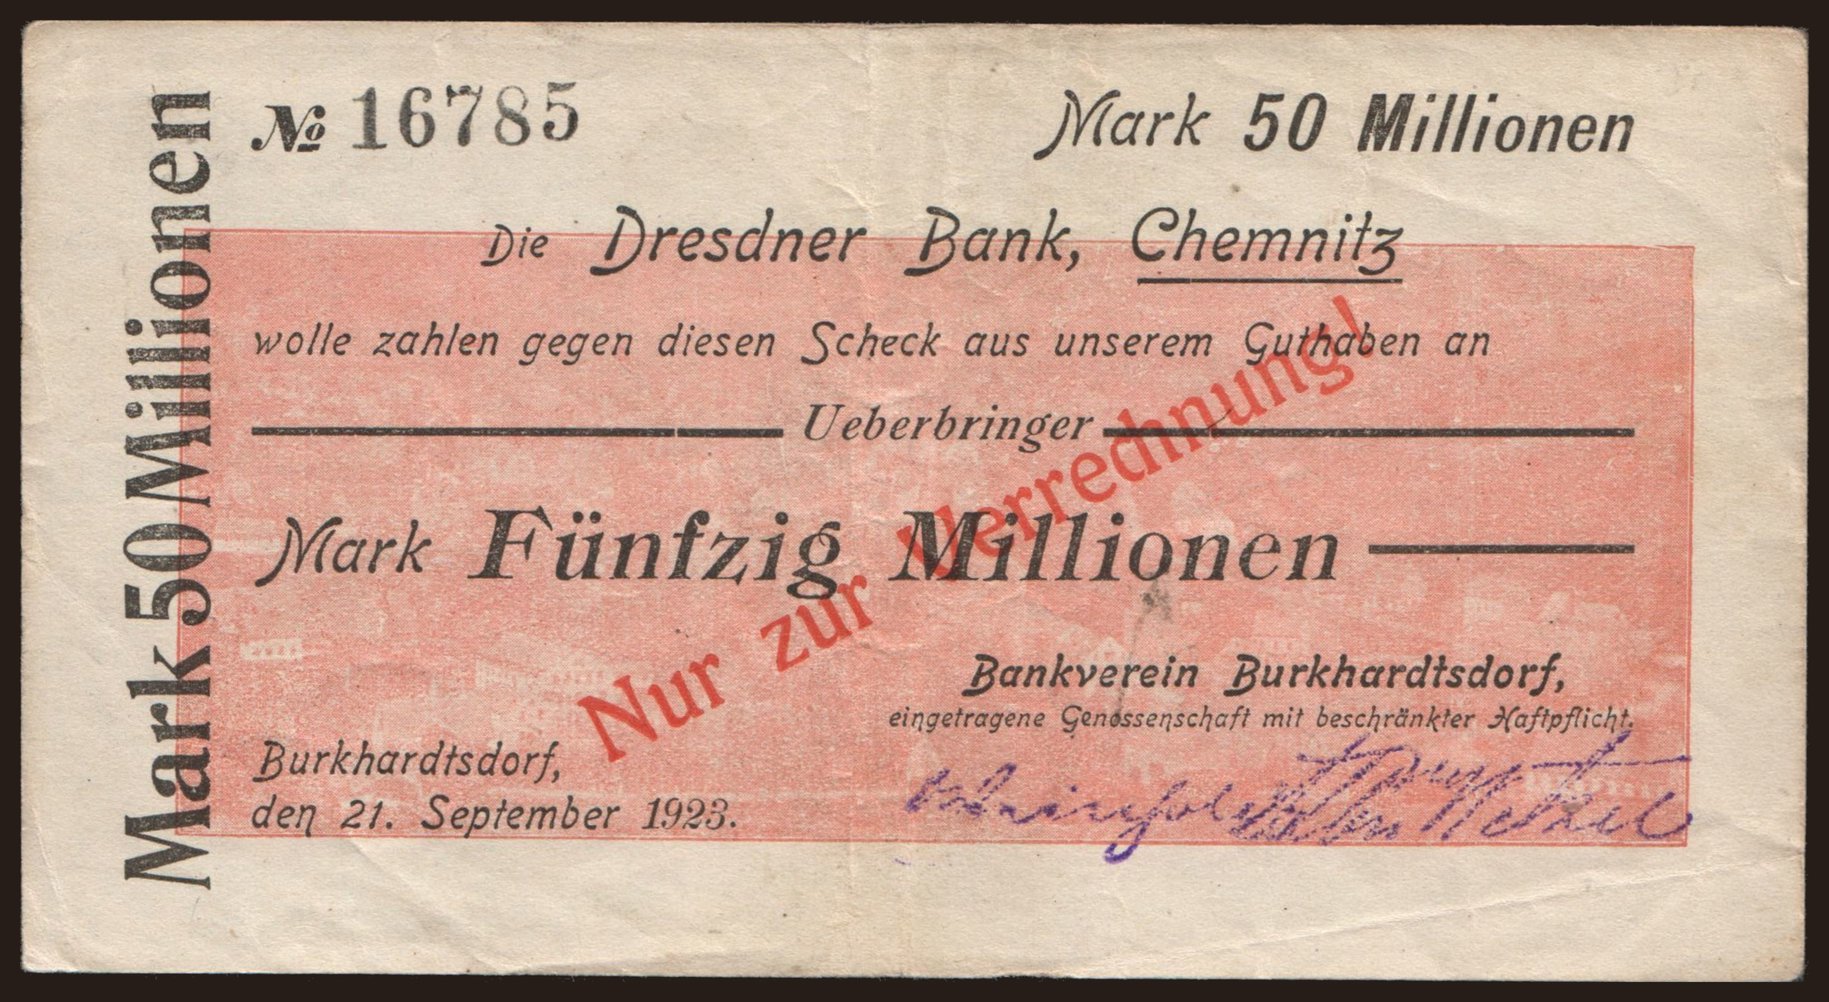 Mark 50 Millionen
№ 16785
Mark 50 Millionen
Die Dresdner Bank, Chemnitz
wolle zahlen gegen diesen Scheck aus unserem Guthaben an
Ueberbringer
Mark Fünfzig Millionen
Nur zur Verrechnung!
Bankverein Burkhardtsdorf,
eingetragene Genossenschaft mit beschränkter Haftpflicht.
Burkhardtsdorf,
den 21. September 1923.